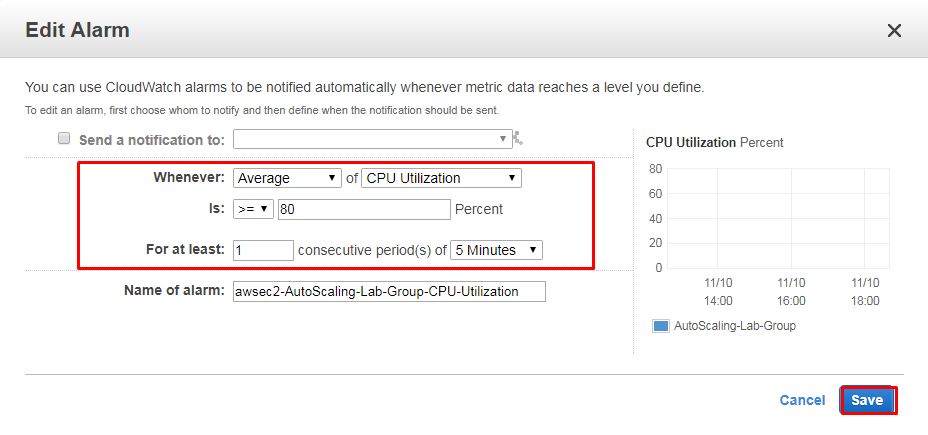 Edit Alarm
You can use CloudWatch alarms to be notified automatically whenever metric data reaches a level you define.
To edit an alarm, first choose whom to notify and then define when the notification should be sent.
Send a notification to:
Whenever: Average of CPU Utilization
Is: >= 80 Percent
For at least: 1 consecutive period(s) of 5 Minutes
Name of alarm: awsec2-AutoScaling-Lab-Group-CPU-Utilization
CPU Utilization Percent
80
60
40
20
0
11/10 11/10 11/10
14:00 16:00 18:00
AutoScaling-Lab-Group
Cancel Save